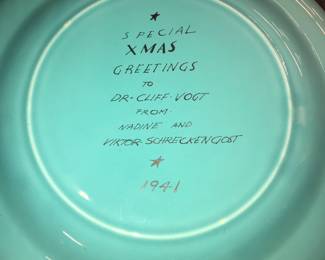 SPECIAL
XMAS
GREETINGS
TO
DR. CLIFF. VOGT
FROM.
NADINE AND
VIKTOR. SCHRECKENGOST
1941